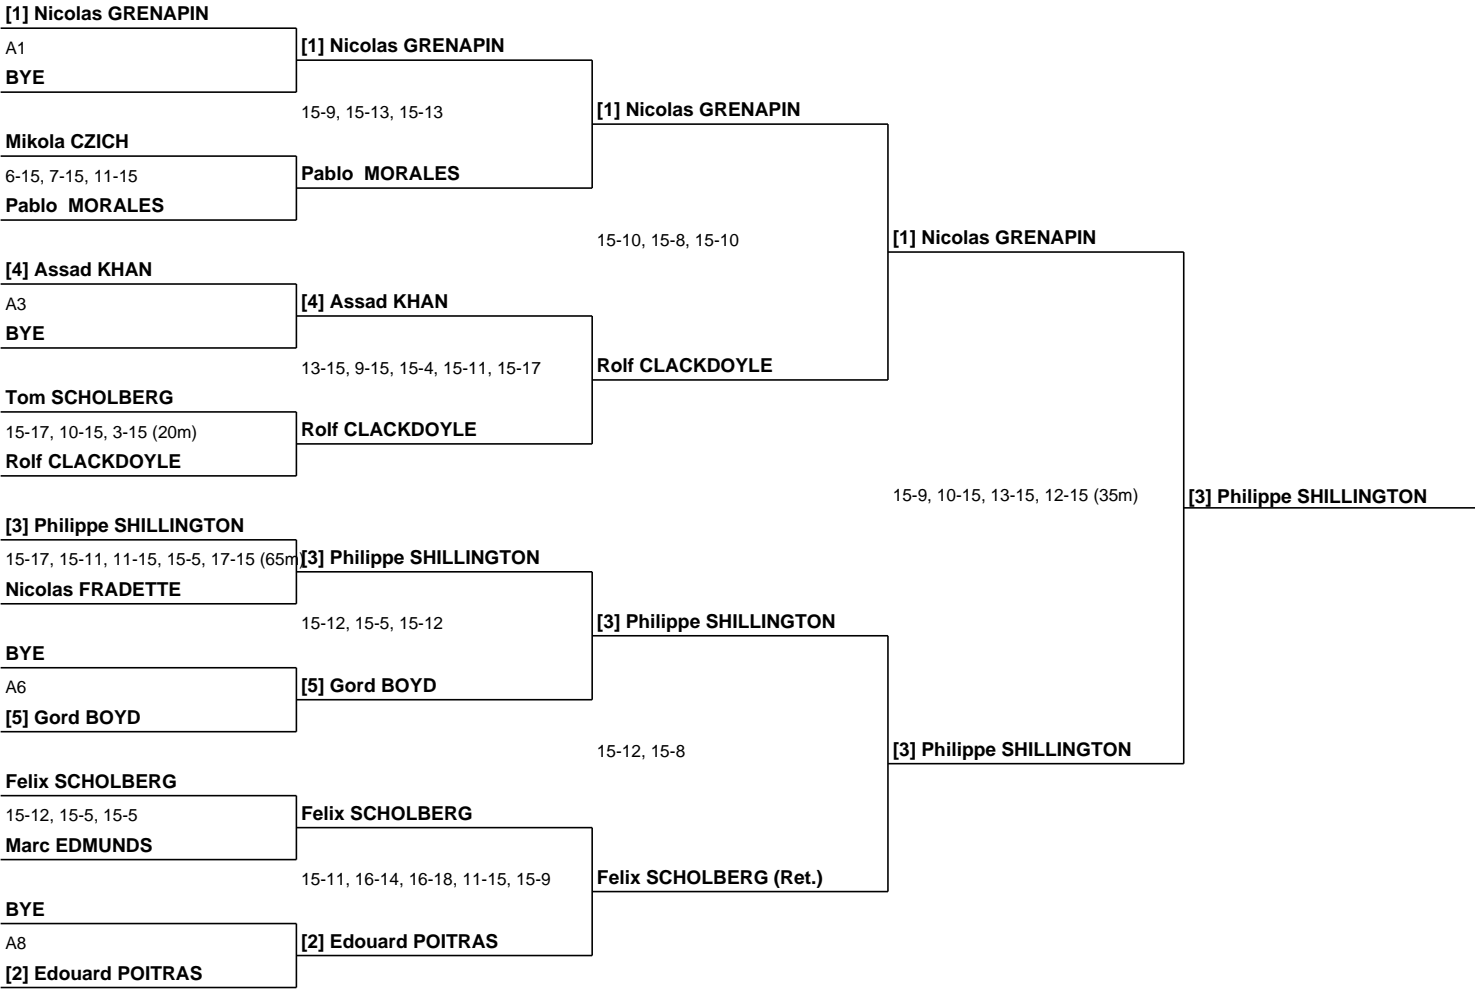 [1] Nicolas GRENAPIN
A1
BYE
Mikola CZICH
6-15, 7-15, 11-15
Pablo  MORALES
[4] Assad KHAN
A3
BYE
Tom SCHOLBERG
15-17, 10-15, 3-15 (20m)
Rolf CLACKDOYLE
[3] Philippe SHILLINGTON
15-17, 15-11, 11-15, 15-5, 17-15 (65m)
Nicolas FRADETTE
BYE
A6
[5] Gord BOYD
Felix SCHOLBERG
15-12, 15-5, 15-5
Marc EDMUNDS
BYE
A8
[2] Edouard POITRAS
[1] Nicolas GRENAPIN
15-9, 15-13, 15-13
Pablo  MORALES
[4] Assad KHAN
13-15, 9-15, 15-4, 15-11, 15-17
Rolf CLACKDOYLE
[3] Philippe SHILLINGTON
15-12, 15-5, 15-12
[5] Gord BOYD
Felix SCHOLBERG
15-11, 16-14, 16-18, 11-15, 15-9
[2] Edouard POITRAS
[1] Nicolas GRENAPIN
15-10, 15-8, 15-10
Rolf CLACKDOYLE
[3] Philippe SHILLINGTON
15-12, 15-8
Felix SCHOLBERG (Ret.)
[1] Nicolas GRENAPIN
15-9, 10-15, 13-15, 12-15 (35m)
[3] Philippe SHILLINGTON
[3] Philippe SHILLINGTON